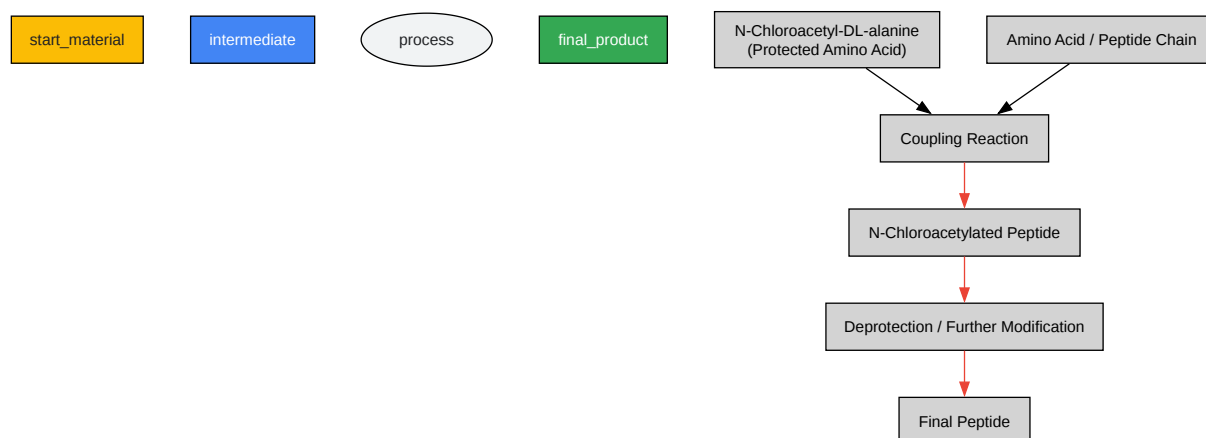 start_material
intermediate
process
final_product
N-Chloroacetyl-DL-alanine
(Protected Amino Acid)
Amino Acid / Peptide Chain
Coupling Reaction
N-Chloroacetylated Peptide
Deprotection / Further Modification
Final Peptide